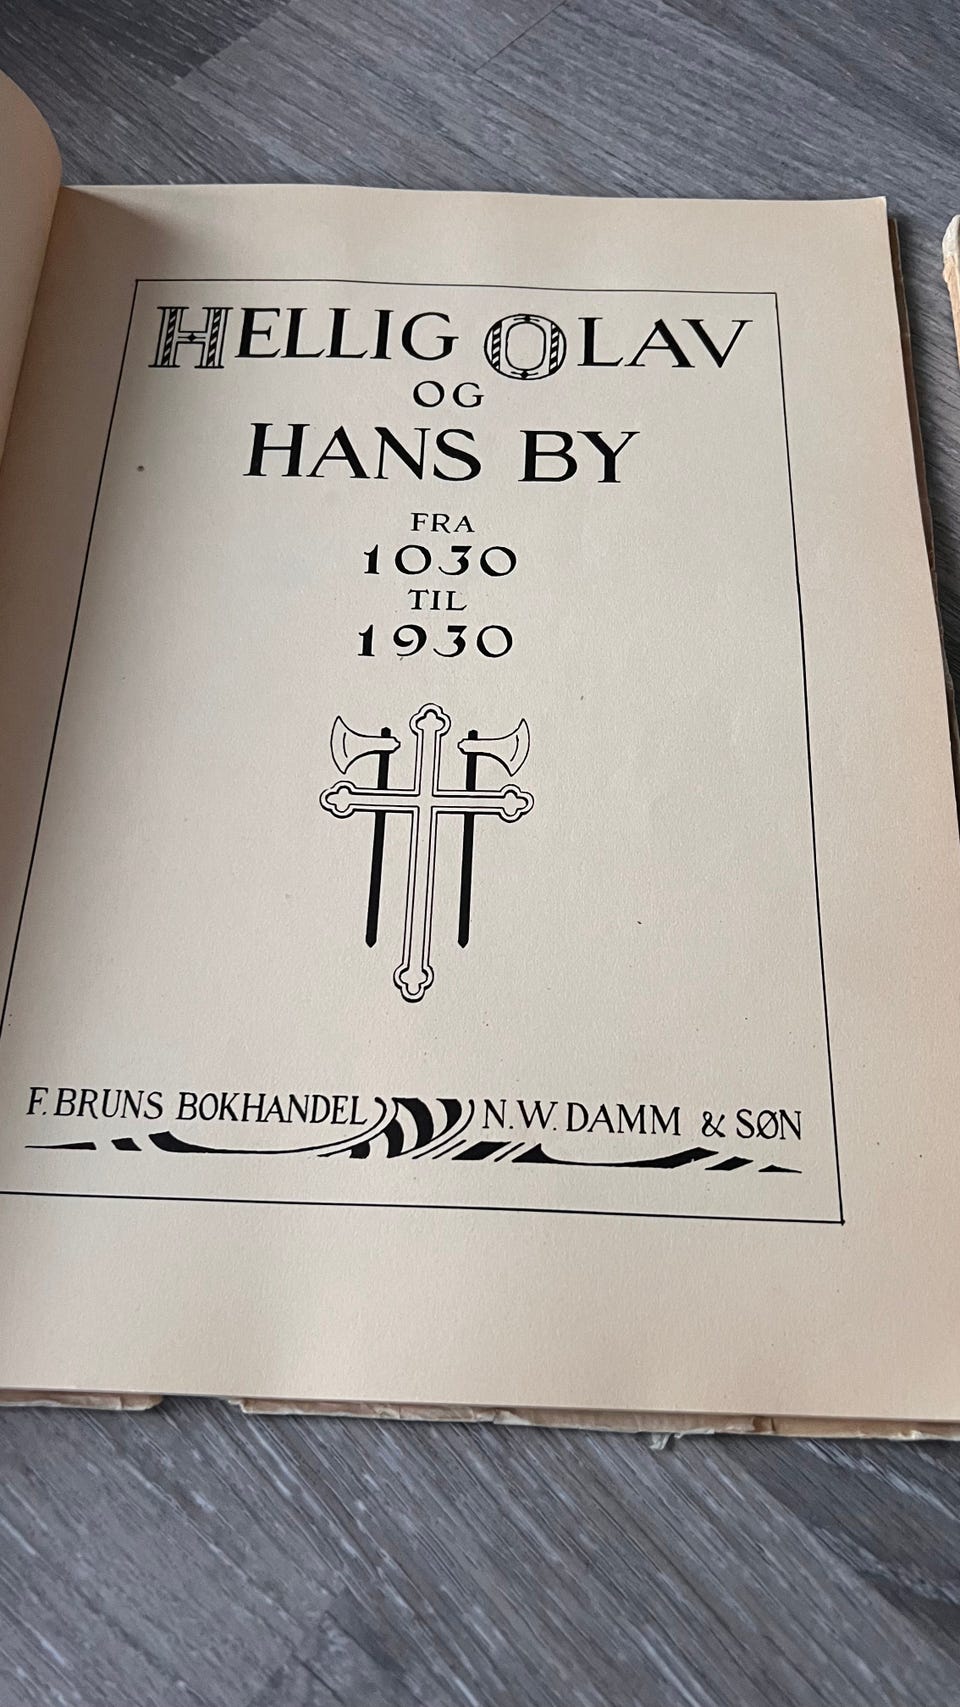 HELLIG OLAV
OG
HANS BY
FRA
1030
TIL
1930
F. BRUNS BOKHANDEL N.W. DAMM & SØN